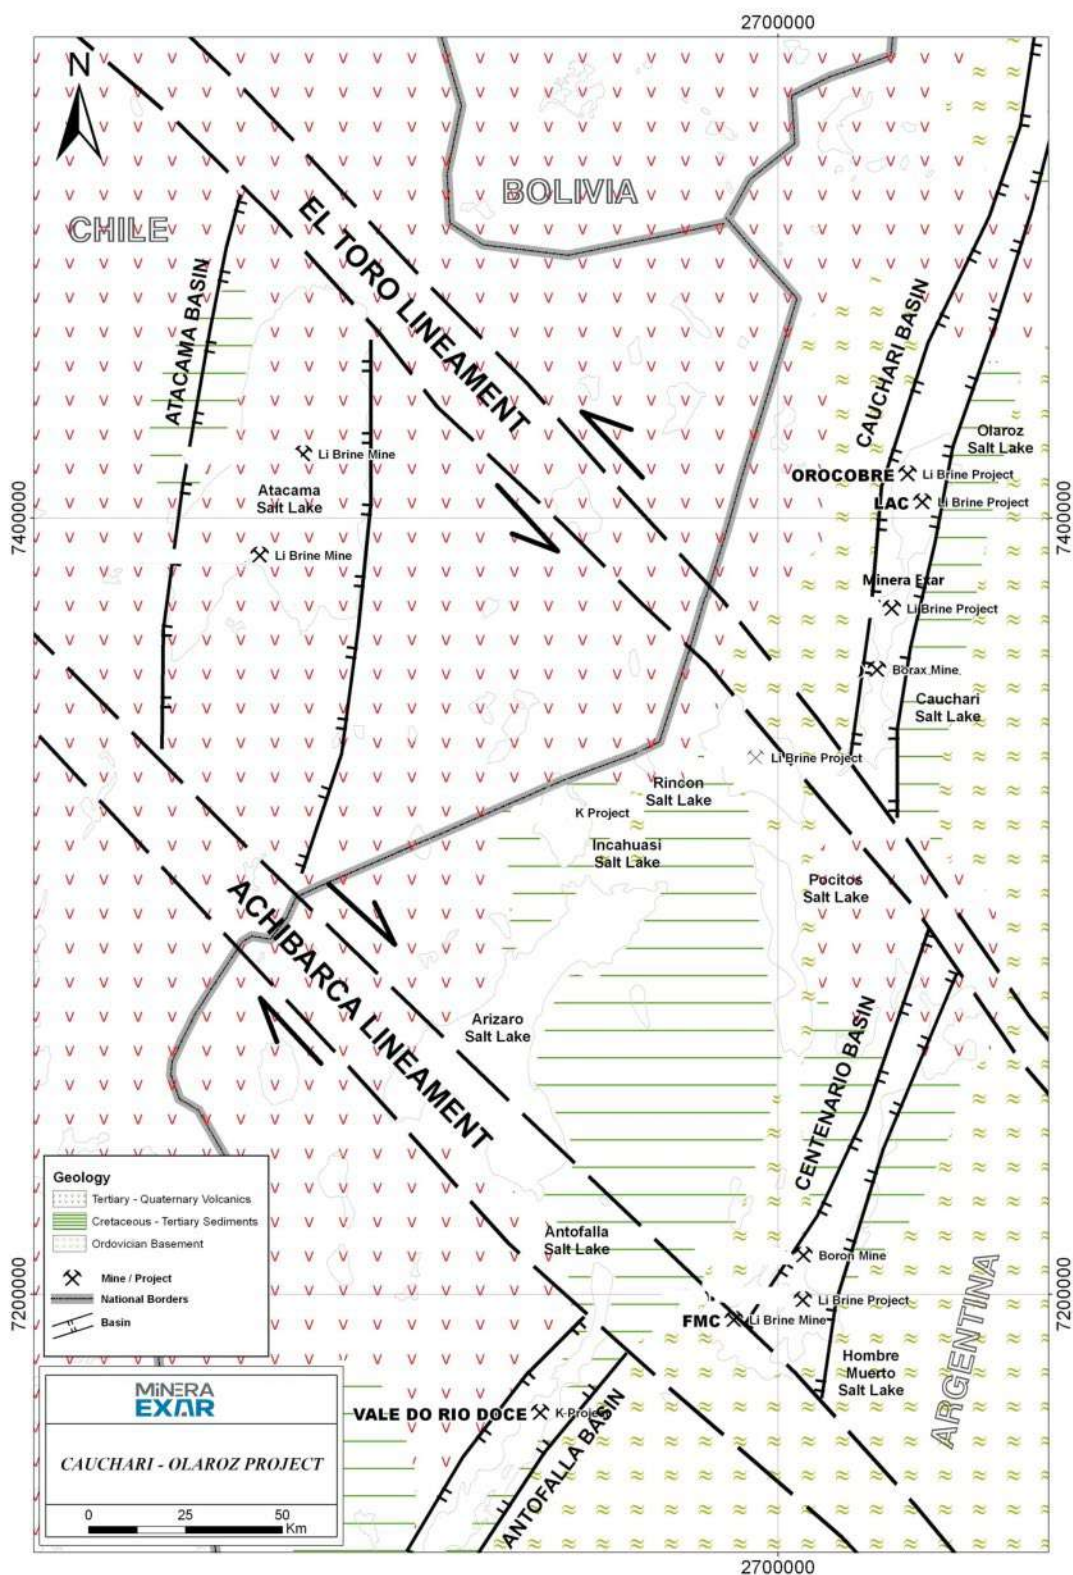 2700000
N
BOLIVIA
CHILE
EL TORO LINEAMENT
ATACAMA BASIN
CAUCHARI BASIN
Olaroz
Salt Lake
Li Brine Mine
OROCOBRE
Li Brine Project
Atacama
Salt Lake
LAC
Li Brine Project
7400000
7400000
Li Brine Mine
Minera Exar
Li Brine Project
Borax Mine
Cauchari
Salt Lake
Li Brine Project
Rincon
Salt Lake
K Project
Incahuasi
Salt Lake
Pocitos
Salt Lake
ACHIBARCA LINEAMENT
Arizaro
Salt Lake
CENTENARIO BASIN
Antofalla
Salt Lake
Boron Mine
ARGENTINA
Li Brine Project
7200000
7200000
FMC
Li Brine Mine
Hombre
Muerto
Salt Lake
VALE DO RIO DOCE
K Project
ANTOFALLA BASIN
Geology
Tertiary - Quaternary Volcanics
Cretaceous - Tertiary Sediments
Ordovician Basement
Mine / Project
National Borders
Basin
MINERA
EXAR
CAUCHARI - OLAROZ PROJECT
0 25 50
Km
2700000